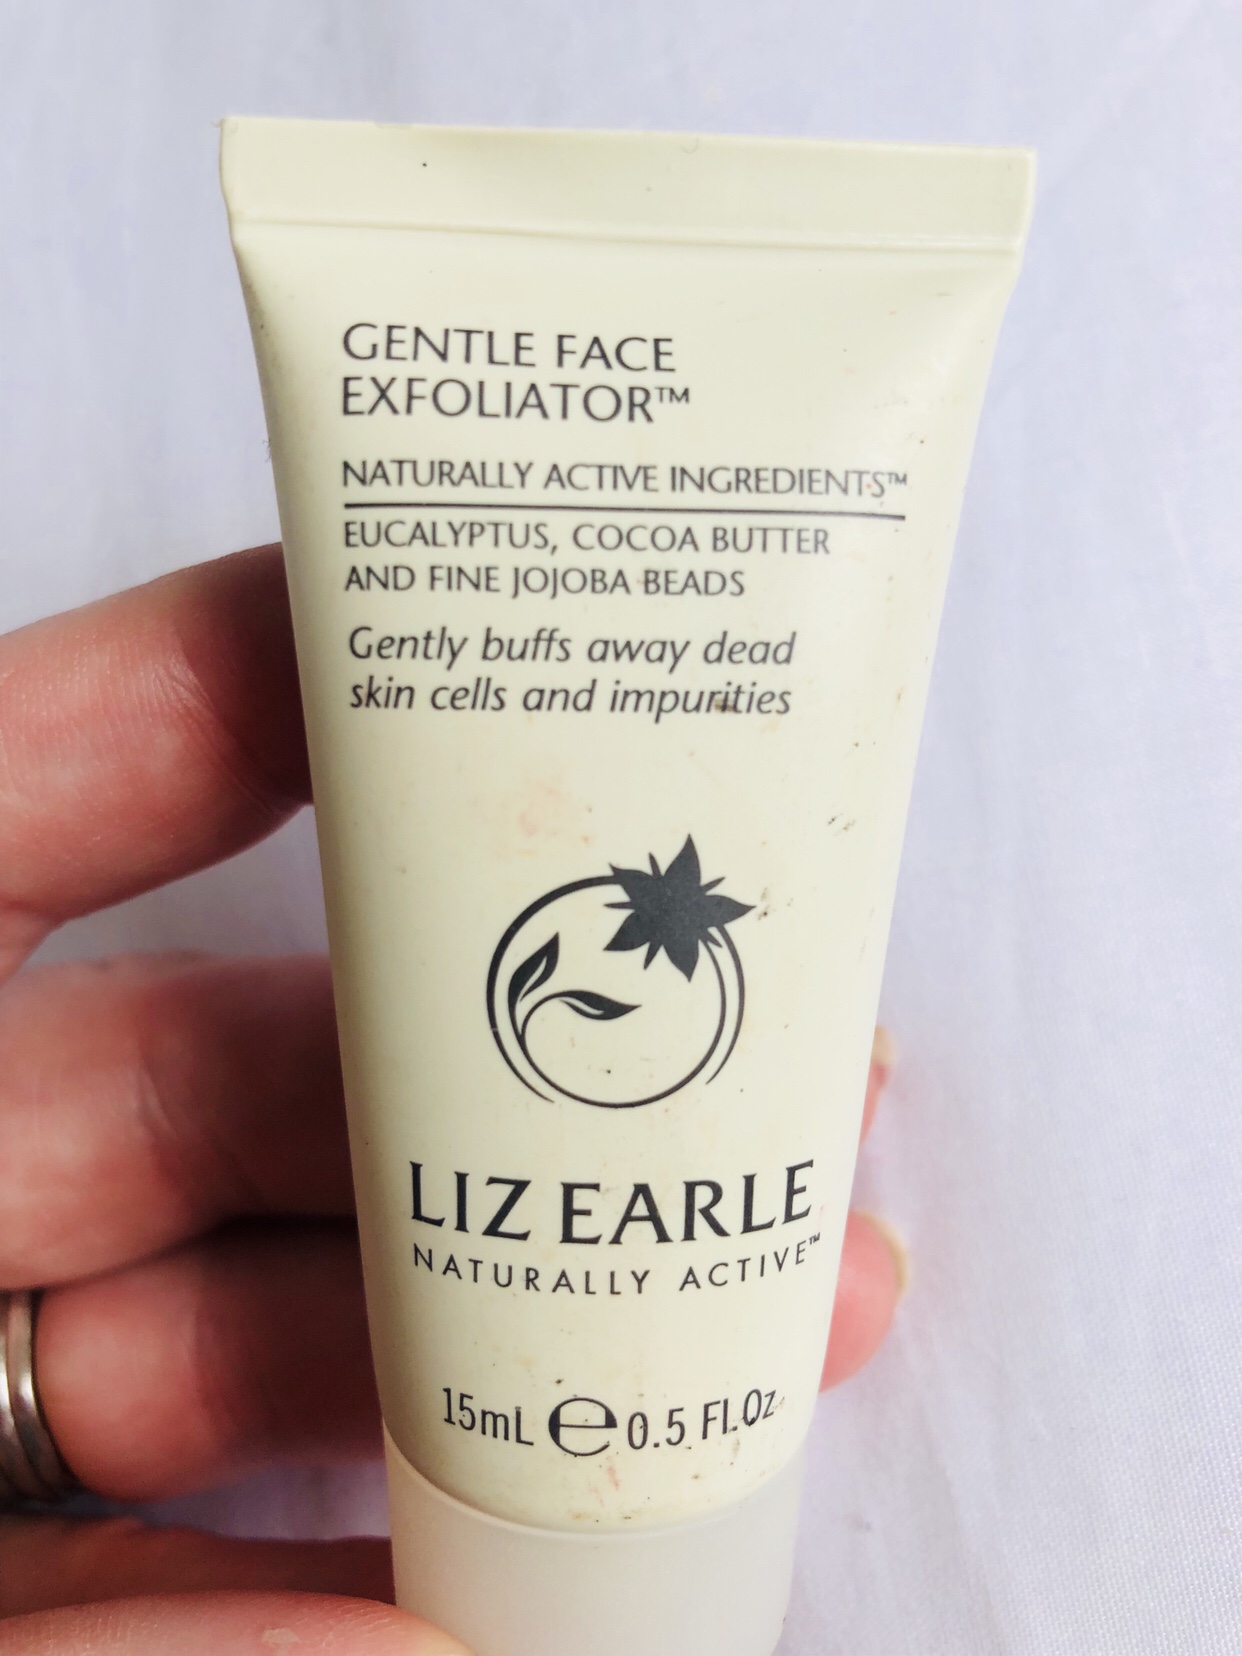 GENTLE FACE
EXFOLIATOR™
NATURALLY ACTIVE INGREDIENTS™
EUCALYPTUS, COCOA BUTTER
AND FINE JOJOBA BEADS
Gently buffs away dead
skin cells and impurities
LIZ EARLE
NATURALLY ACTIVE™
15mL ℮ 0.5 Fl.Oz